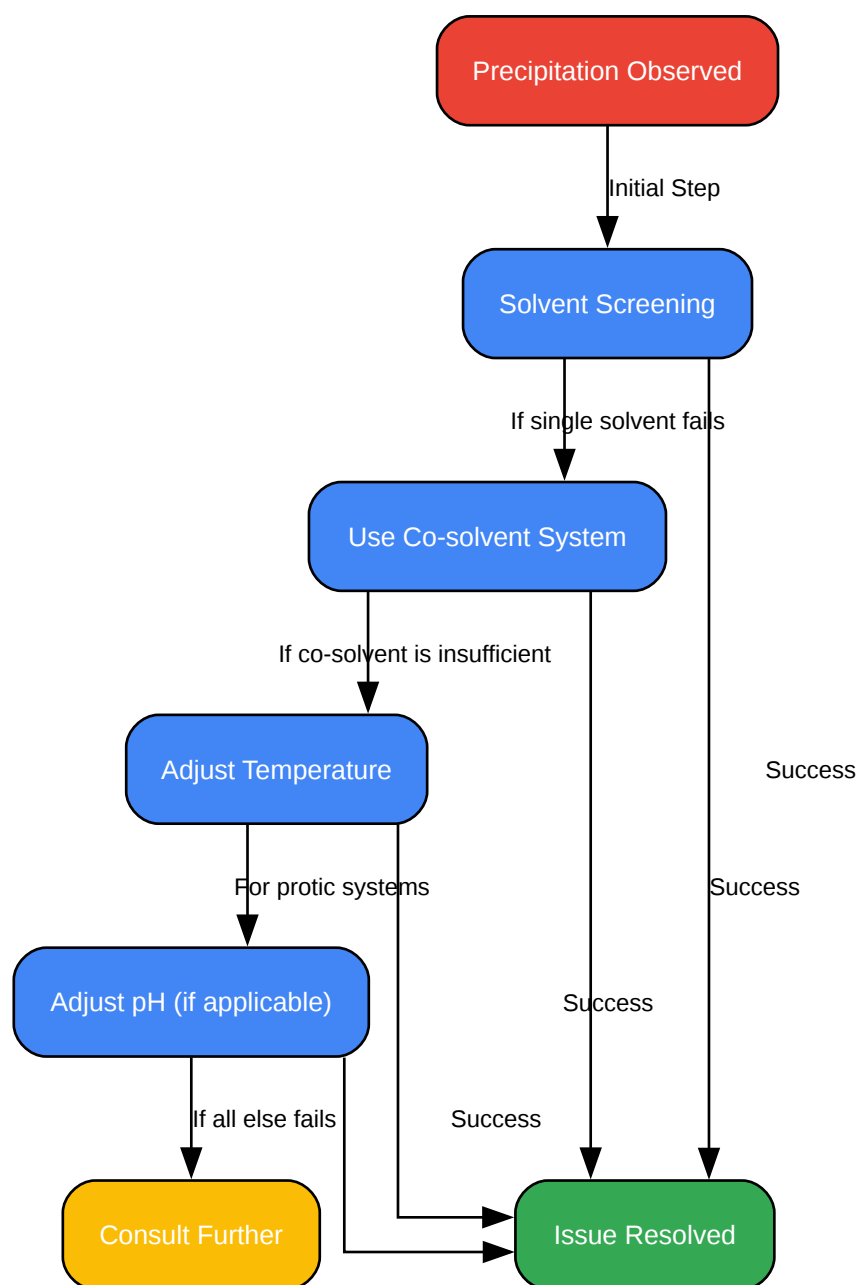 Precipitation Observed
Initial Step
Solvent Screening
If single solvent fails
Use Co-solvent System
If co-solvent is insufficient
Adjust Temperature
Success
For protic systems
Success
Adjust pH (if applicable)
Success
If all else fails
Success
Consult Further
Issue Resolved